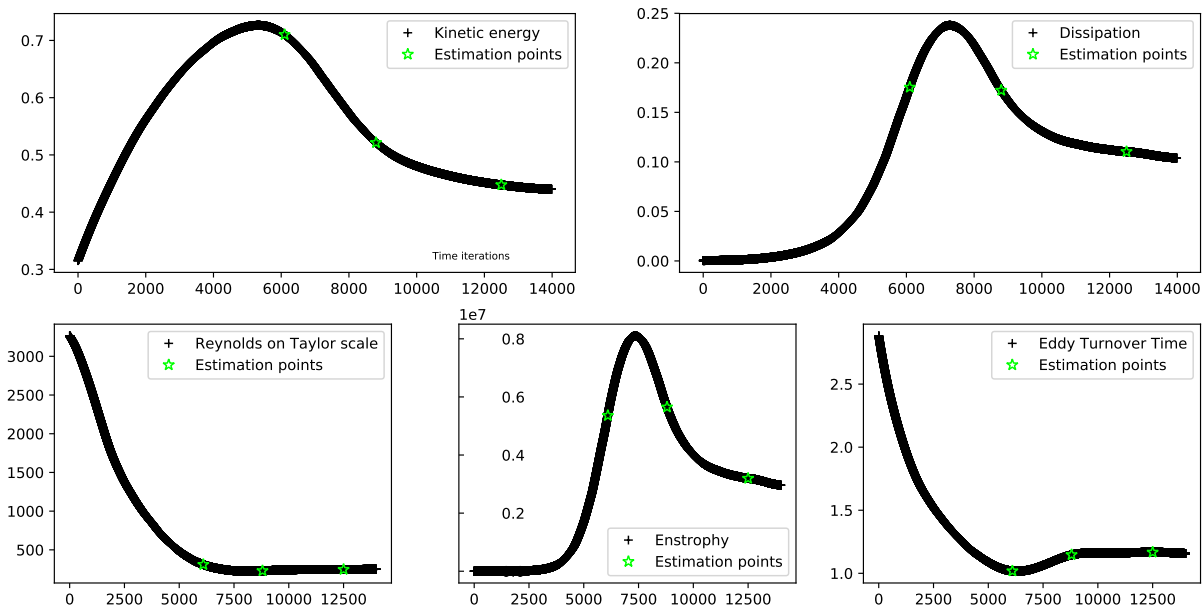 0.7
0.6
0.5
0.4
0.3
0 2000 4000 6000 8000 10000 12000 14000
Kinetic energy
Estimation points
Time iterations
0.25
0.20
0.15
0.10
0.05
0.00
0 2000 4000 6000 8000 10000 12000 14000
Dissipation
Estimation points
3000
2500
2000
1500
1000
500
0 2500 5000 7500 10000 12500
Reynolds on Taylor scale
Estimation points
1e7
0.8
0.6
0.4
0.2
0 2500 5000 7500 10000 12500
Enstrophy
Estimation points
2.5
2.0
1.5
1.0
0 2500 5000 7500 10000 12500
Eddy Turnover Time
Estimation points